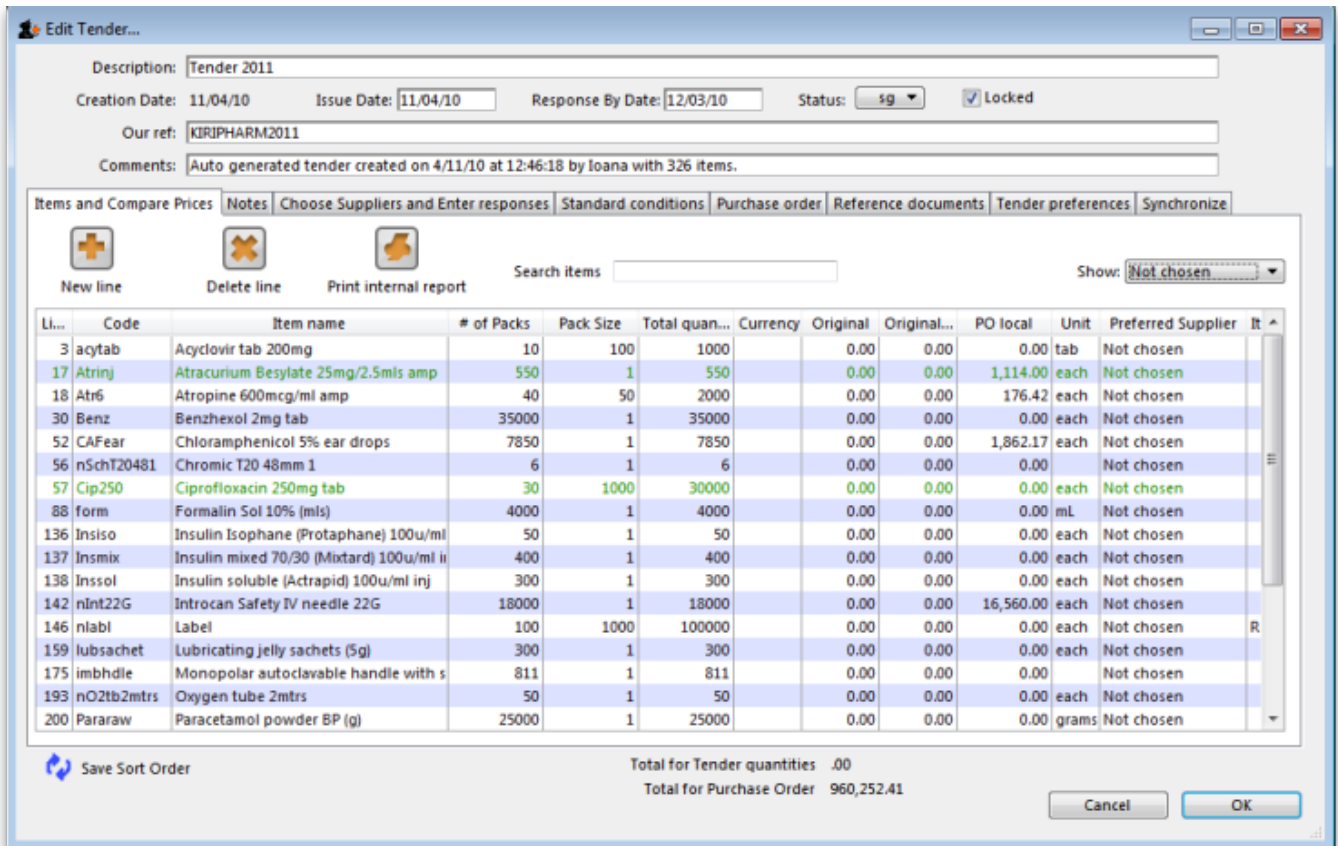 Edit Tender...
Description: Tender 2011
Creation Date: 11/04/10 Issue Date: 11/04/10 Response By Date: 12/03/10 Status: sg Locked
Our ref: KIRIPHARM2011
Comments: Auto generated tender created on 4/11/10 at 12:46:18 by Ioana with 326 items.
Items and Compare Prices Notes Choose Suppliers and Enter responses Standard conditions Purchase order Reference documents Tender preferences Synchronize
Search items Show: Not chosen
New line Delete line Print internal report
Li... Code Item name # of Packs Pack Size Total quan... Currency Original Original... PO local Unit Preferred Supplier It
3 acytab Acyclovir tab 200mg 10 100 1000 0.00 0.00 0.00 tab Not chosen
17 Atrinj Atracurium Besylate 25mg/2.5mls amp 550 1 550 0.00 0.00 1,114.00 each Not chosen
18 Atr6 Atropine 600mcg/ml amp 40 50 2000 0.00 0.00 176.42 each Not chosen
30 Benz Benzhexol 2mg tab 35000 1 35000 0.00 0.00 0.00 each Not chosen
52 CAFear Chloramphenicol 5% ear drops 7850 1 7850 0.00 0.00 1,862.17 each Not chosen
56 nSchT20481 Chromic T20 48mm 1 6 1 6 0.00 0.00 0.00 Not chosen
57 Cip250 Ciprofloxacin 250mg tab 30 1000 30000 0.00 0.00 0.00 each Not chosen
88 form Formalin Sol 10% (mls) 4000 1 4000 0.00 0.00 0.00 mL Not chosen
136 Insiso Insulin Isophane (Protaphane) 100u/ml 50 1 50 0.00 0.00 0.00 each Not chosen
137 Insmix Insulin mixed 70/30 (Mixtard) 100u/ml i 400 1 400 0.00 0.00 0.00 each Not chosen
138 Inssol Insulin soluble (Actrapid) 100u/ml inj 300 1 300 0.00 0.00 0.00 each Not chosen
142 nInt22G Introcan Safety IV needle 22G 18000 1 18000 0.00 0.00 16,560.00 each Not chosen
146 nlabl Label 100 1000 100000 0.00 0.00 0.00 each Not chosen R
159 lubsachet Lubricating jelly sachets (5g) 300 1 300 0.00 0.00 0.00 each Not chosen
175 imbhdle Monopolar autoclavable handle with s 811 1 811 0.00 0.00 0.00 Not chosen
193 nO2tb2mtrs Oxygen tube 2mtrs 50 1 50 0.00 0.00 0.00 each Not chosen
200 Pararaw Paracetamol powder BP (g) 25000 1 25000 0.00 0.00 0.00 grams Not chosen
Save Sort Order Total for Tender quantities .00
Total for Purchase Order 960,252.41
Cancel OK